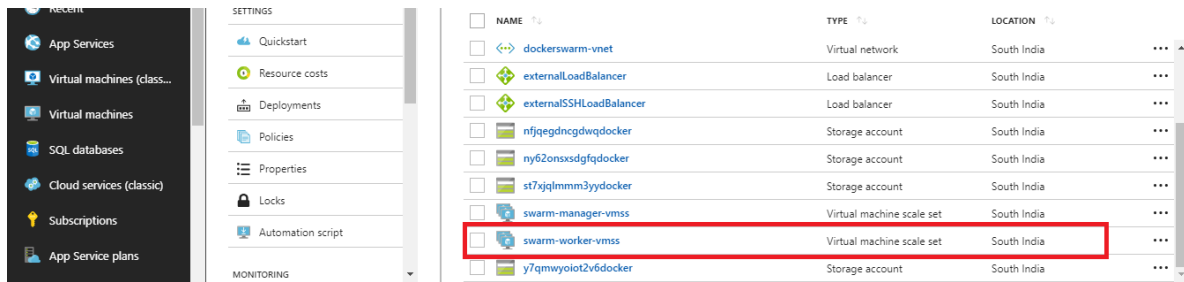 Recent
App Services
Virtual machines (class...
Virtual machines
SQL databases
Cloud services (classic)
Subscriptions
App Service plans
SETTINGS
Quickstart
Resource costs
Deployments
Policies
Properties
Locks
Automation script
MONITORING
NAME TYPE LOCATION
dockerswarm-vnet Virtual network South India
externalLoadBalancer Load balancer South India
externalSSHLoadBalancer Load balancer South India
nfjqegdncgdwqdocker Storage account South India
ny62onsxsdgfqdocker Storage account South India
st7xjqlmmm3yydocker Storage account South India
swarm-manager-vmss Virtual machine scale set South India
swarm-worker-vmss Virtual machine scale set South India
y7qmwyoiot2v6docker Storage account South India